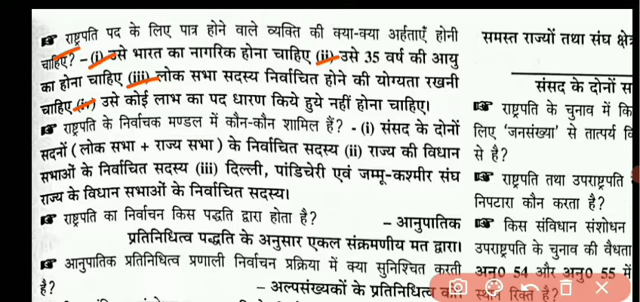 ☞ राष्ट्रपति पद के लिए पात्र होने वाले व्यक्ति की क्या-क्या अर्हताएँ होनी
चाहिए? – (i) उसे भारत का नागरिक होना चाहिए (ii) उसे 35 वर्ष की आयु
का होना चाहिए (iii) लोक सभा सदस्य निर्वाचित होने की योग्यता रखनी
चाहिए (iv) उसे कोई लाभ का पद धारण किये हुये नहीं होना चाहिए।
☞ राष्ट्रपति के निर्वाचक मण्डल में कौन-कौन शामिल हैं? - (i) संसद के दोनों
सदनों (लोक सभा + राज्य सभा) के निर्वाचित सदस्य (ii) राज्य की विधान
सभाओं के निर्वाचित सदस्य (iii) दिल्ली, पांडिचेरी एवं जम्मू-कश्मीर संघ
राज्य के विधान सभाओं के निर्वाचित सदस्य।
☞ राष्ट्रपति का निर्वाचन किस पद्धति द्वारा होता है? – आनुपातिक
प्रतिनिधित्व पद्धति के अनुसार एकल संक्रमणीय मत द्वारा।
☞ आनुपातिक प्रतिनिधित्व प्रणाली निर्वाचन प्रक्रिया में क्या सुनिश्चित करती
है? – अल्पसंख्यकों के प्रतिनिधित्व
समस्त राज्यों तथा संघ क्षेत्र
संसद के दोनों स
☞ राष्ट्रपति के चुनाव में कि
लिए 'जनसंख्या' से तात्पर्य वि
से है?
☞ राष्ट्रपति तथा उपराष्ट्रपति
निपटारा कौन करता है?
☞ किस संविधान संशोधन
उपराष्ट्रपति के चुनाव की वैधता
अनु० 54 और अनु० 55 में
स्थान रिक्त है?